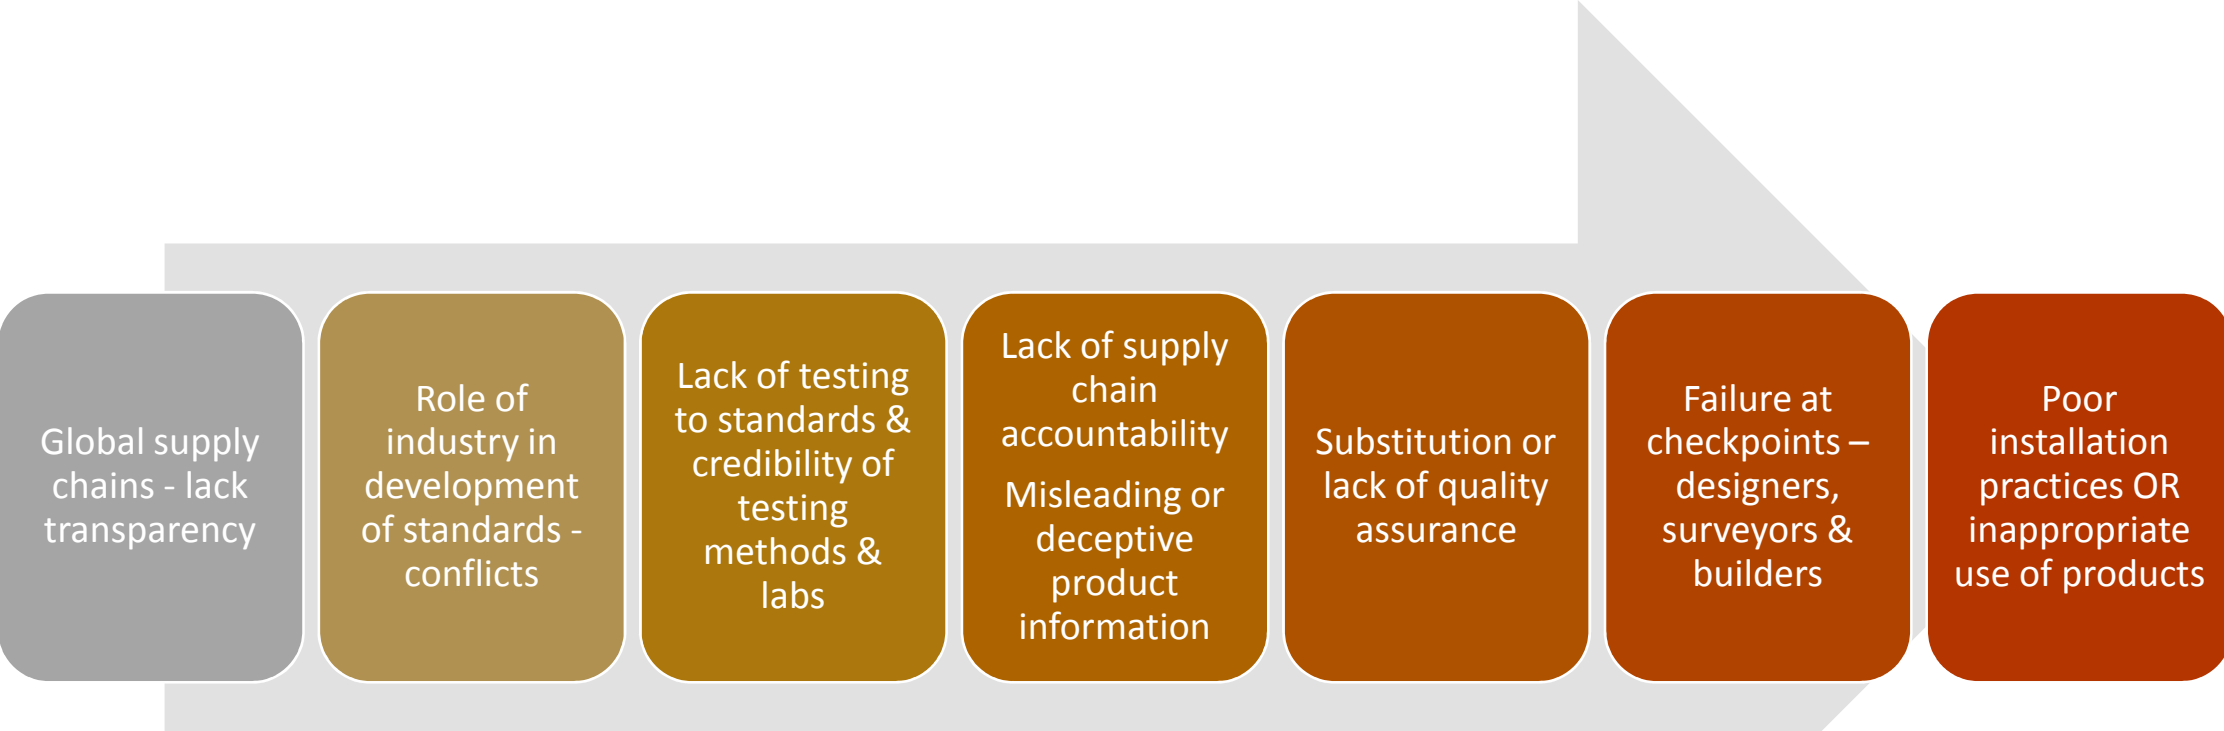 Global supply
chains - lack
transparency
Role of
industry in
development
of standards -
conflicts
Lack of testing
to standards &
credibility of
testing
methods &
labs
Lack of supply
chain
accountability
Misleading or
deceptive
product
information
Substitution or
lack of quality
assurance
Failure at
checkpoints –
designers,
surveyors &
builders
Poor
installation
practices OR
inappropriate
use of products